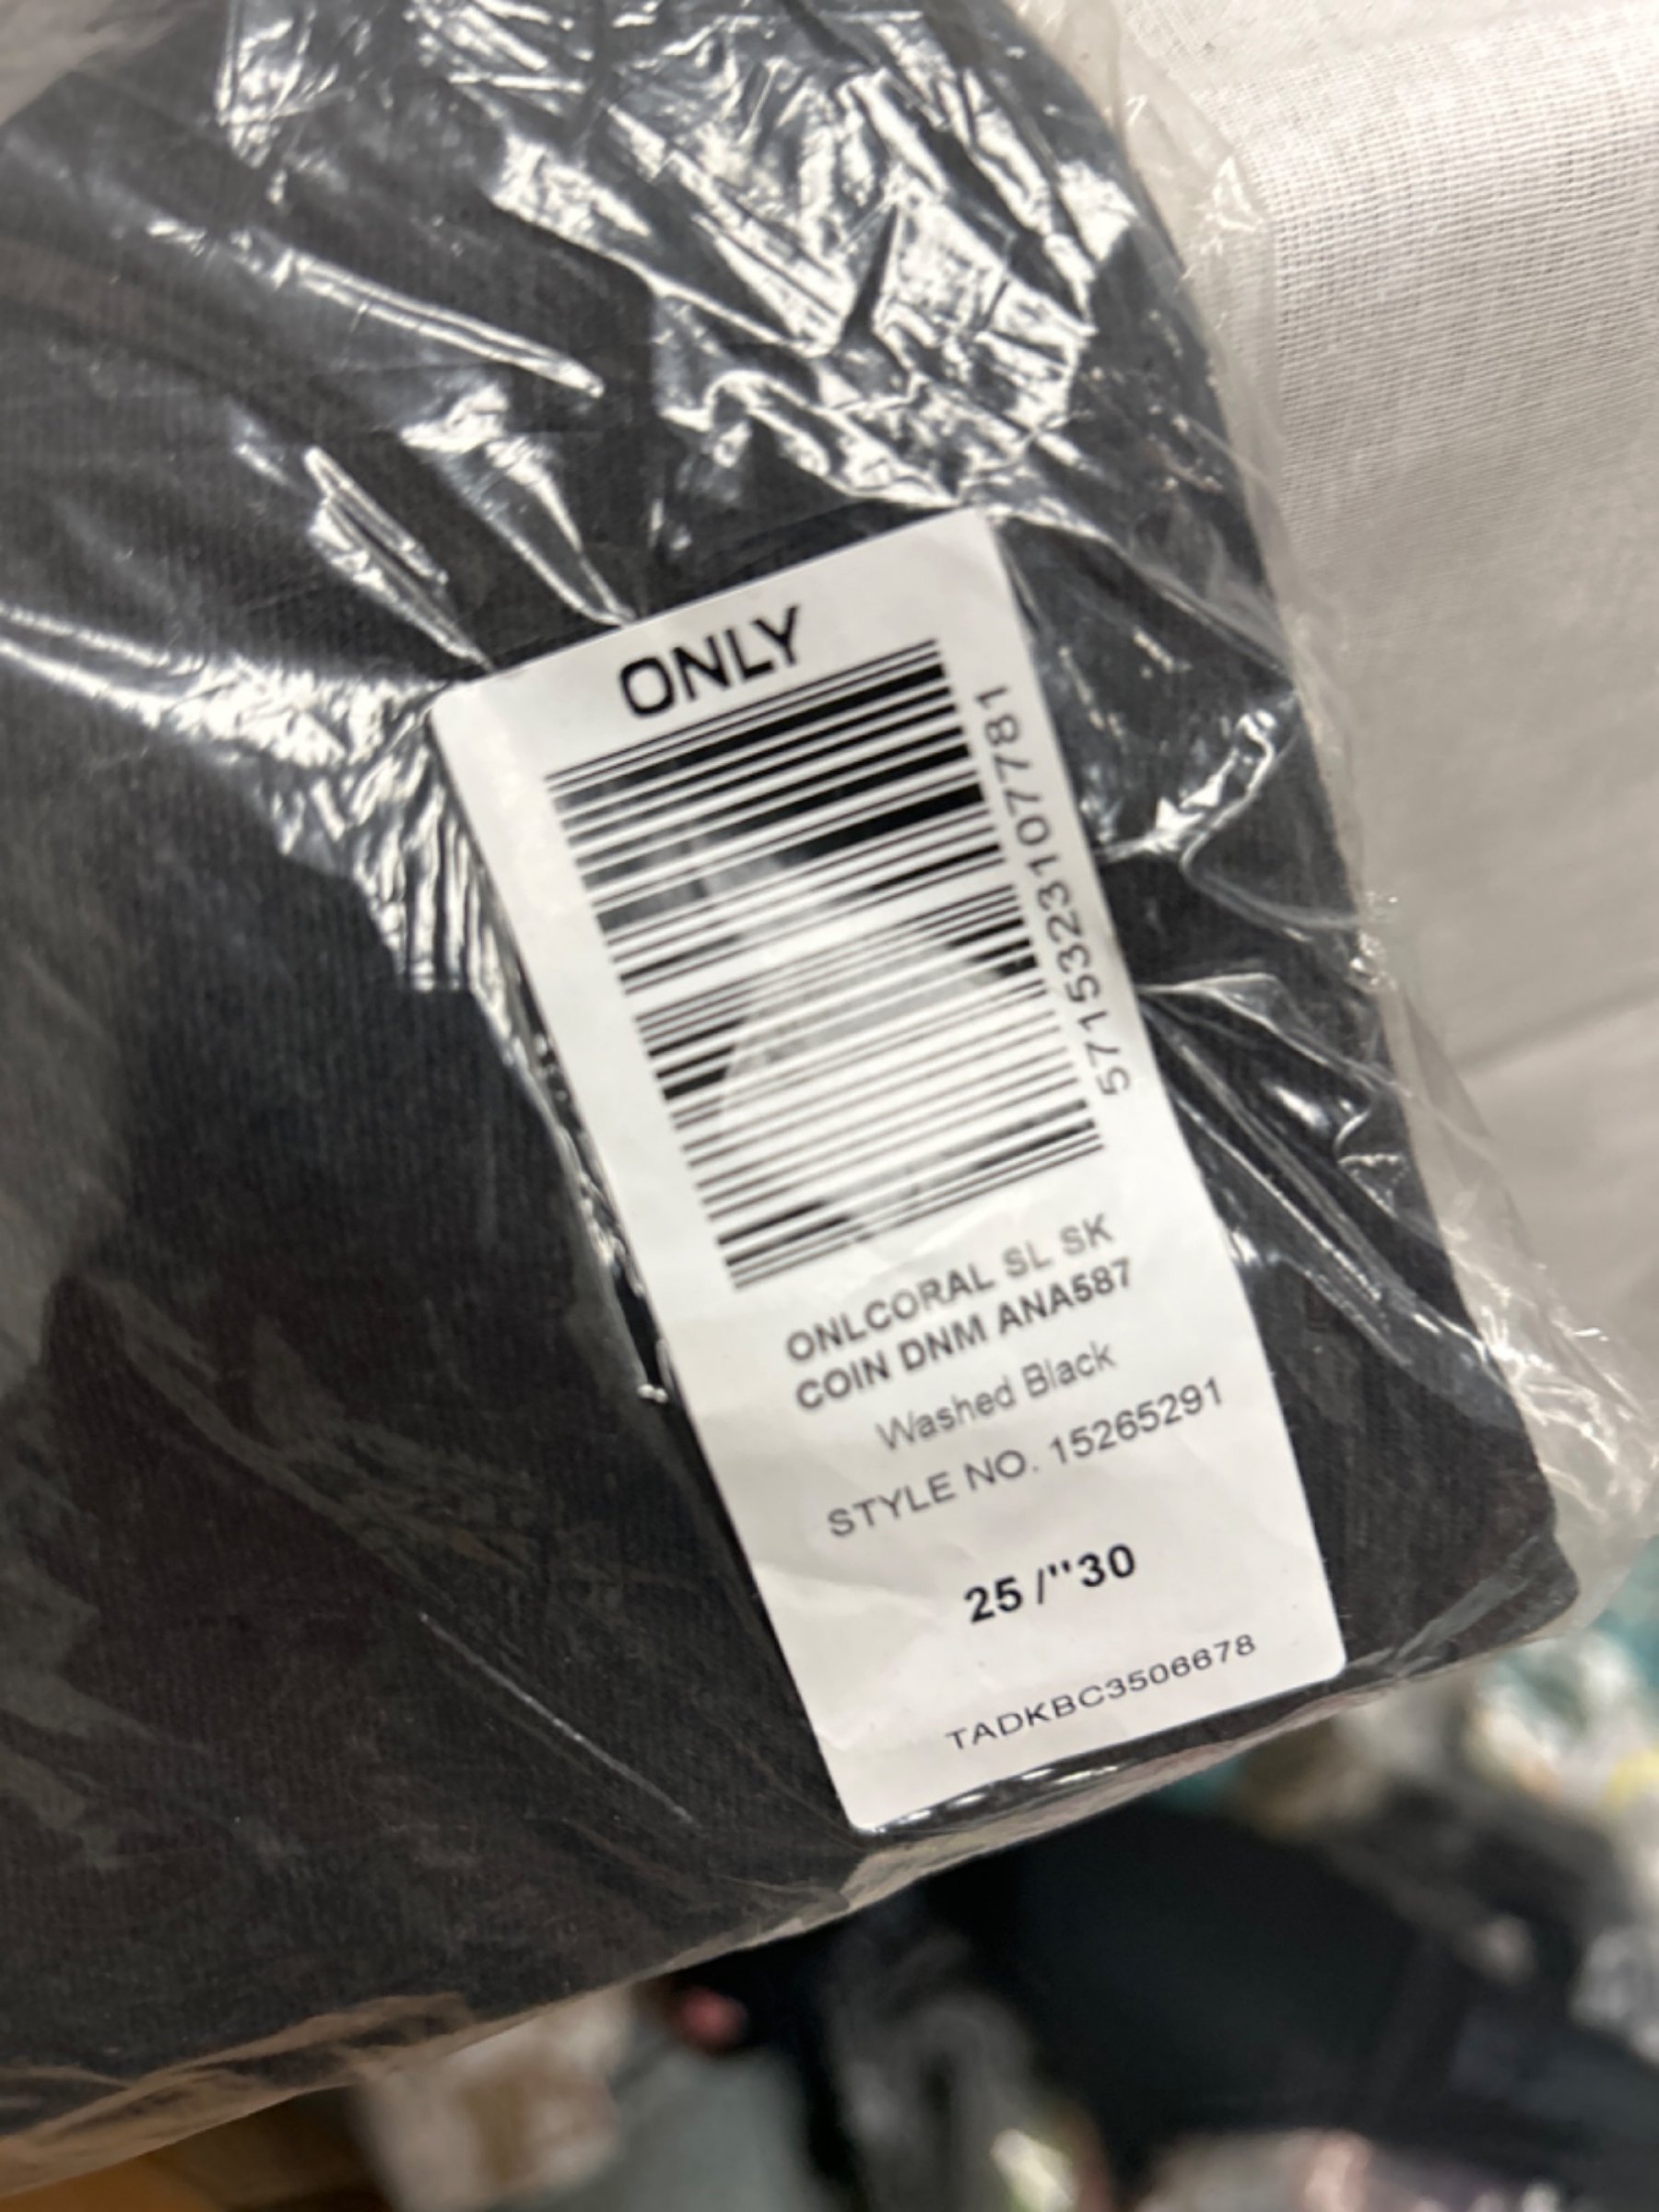 ONLY
5715323107781
ONLCORAL SL SK
COIN DNM ANA587
Washed Black
STYLE NO. 15265291
25 /"30
TADKBC3506678